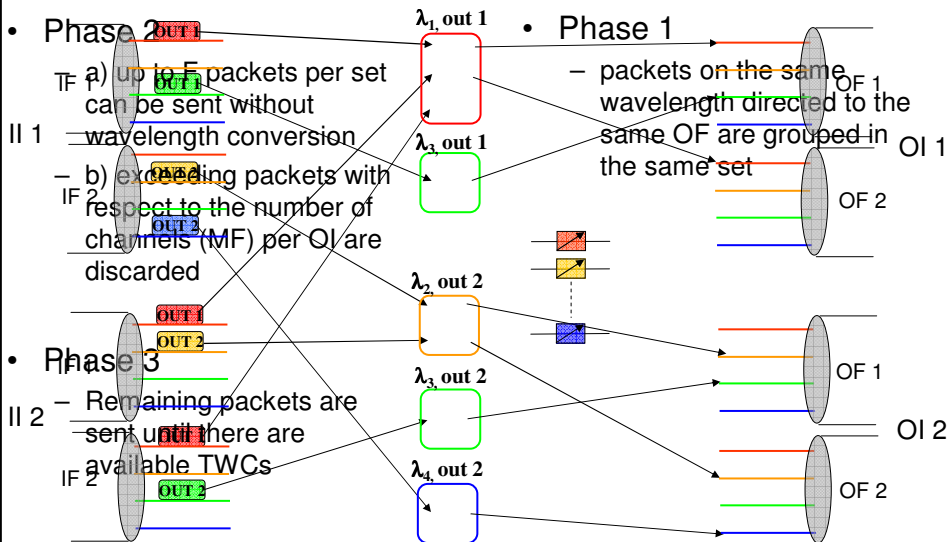 • Phase 2
– a) up to F packets per set
can be sent without
wavelength conversion
– b) exceeding packets with
respect to the number of
channels (MF) per OI are
discarded
• Phase 3
– Remaining packets are
sent until there are
available TWCs
• Phase 1
– packets on the same
wavelength directed to the
same OF are grouped in
the same set
II 1
IF 1
OUT 1
OUT 1
IF 2
OUT 2
OUT 2
II 2
IF 1
OUT 1
OUT 2
IF 2
OUT 1
OUT 2
λ1, out 1
λ3, out 1
λ2, out 2
λ3, out 2
λ4, out 2
OI 1
OF 1
OF 2
OI 2
OF 1
OF 2